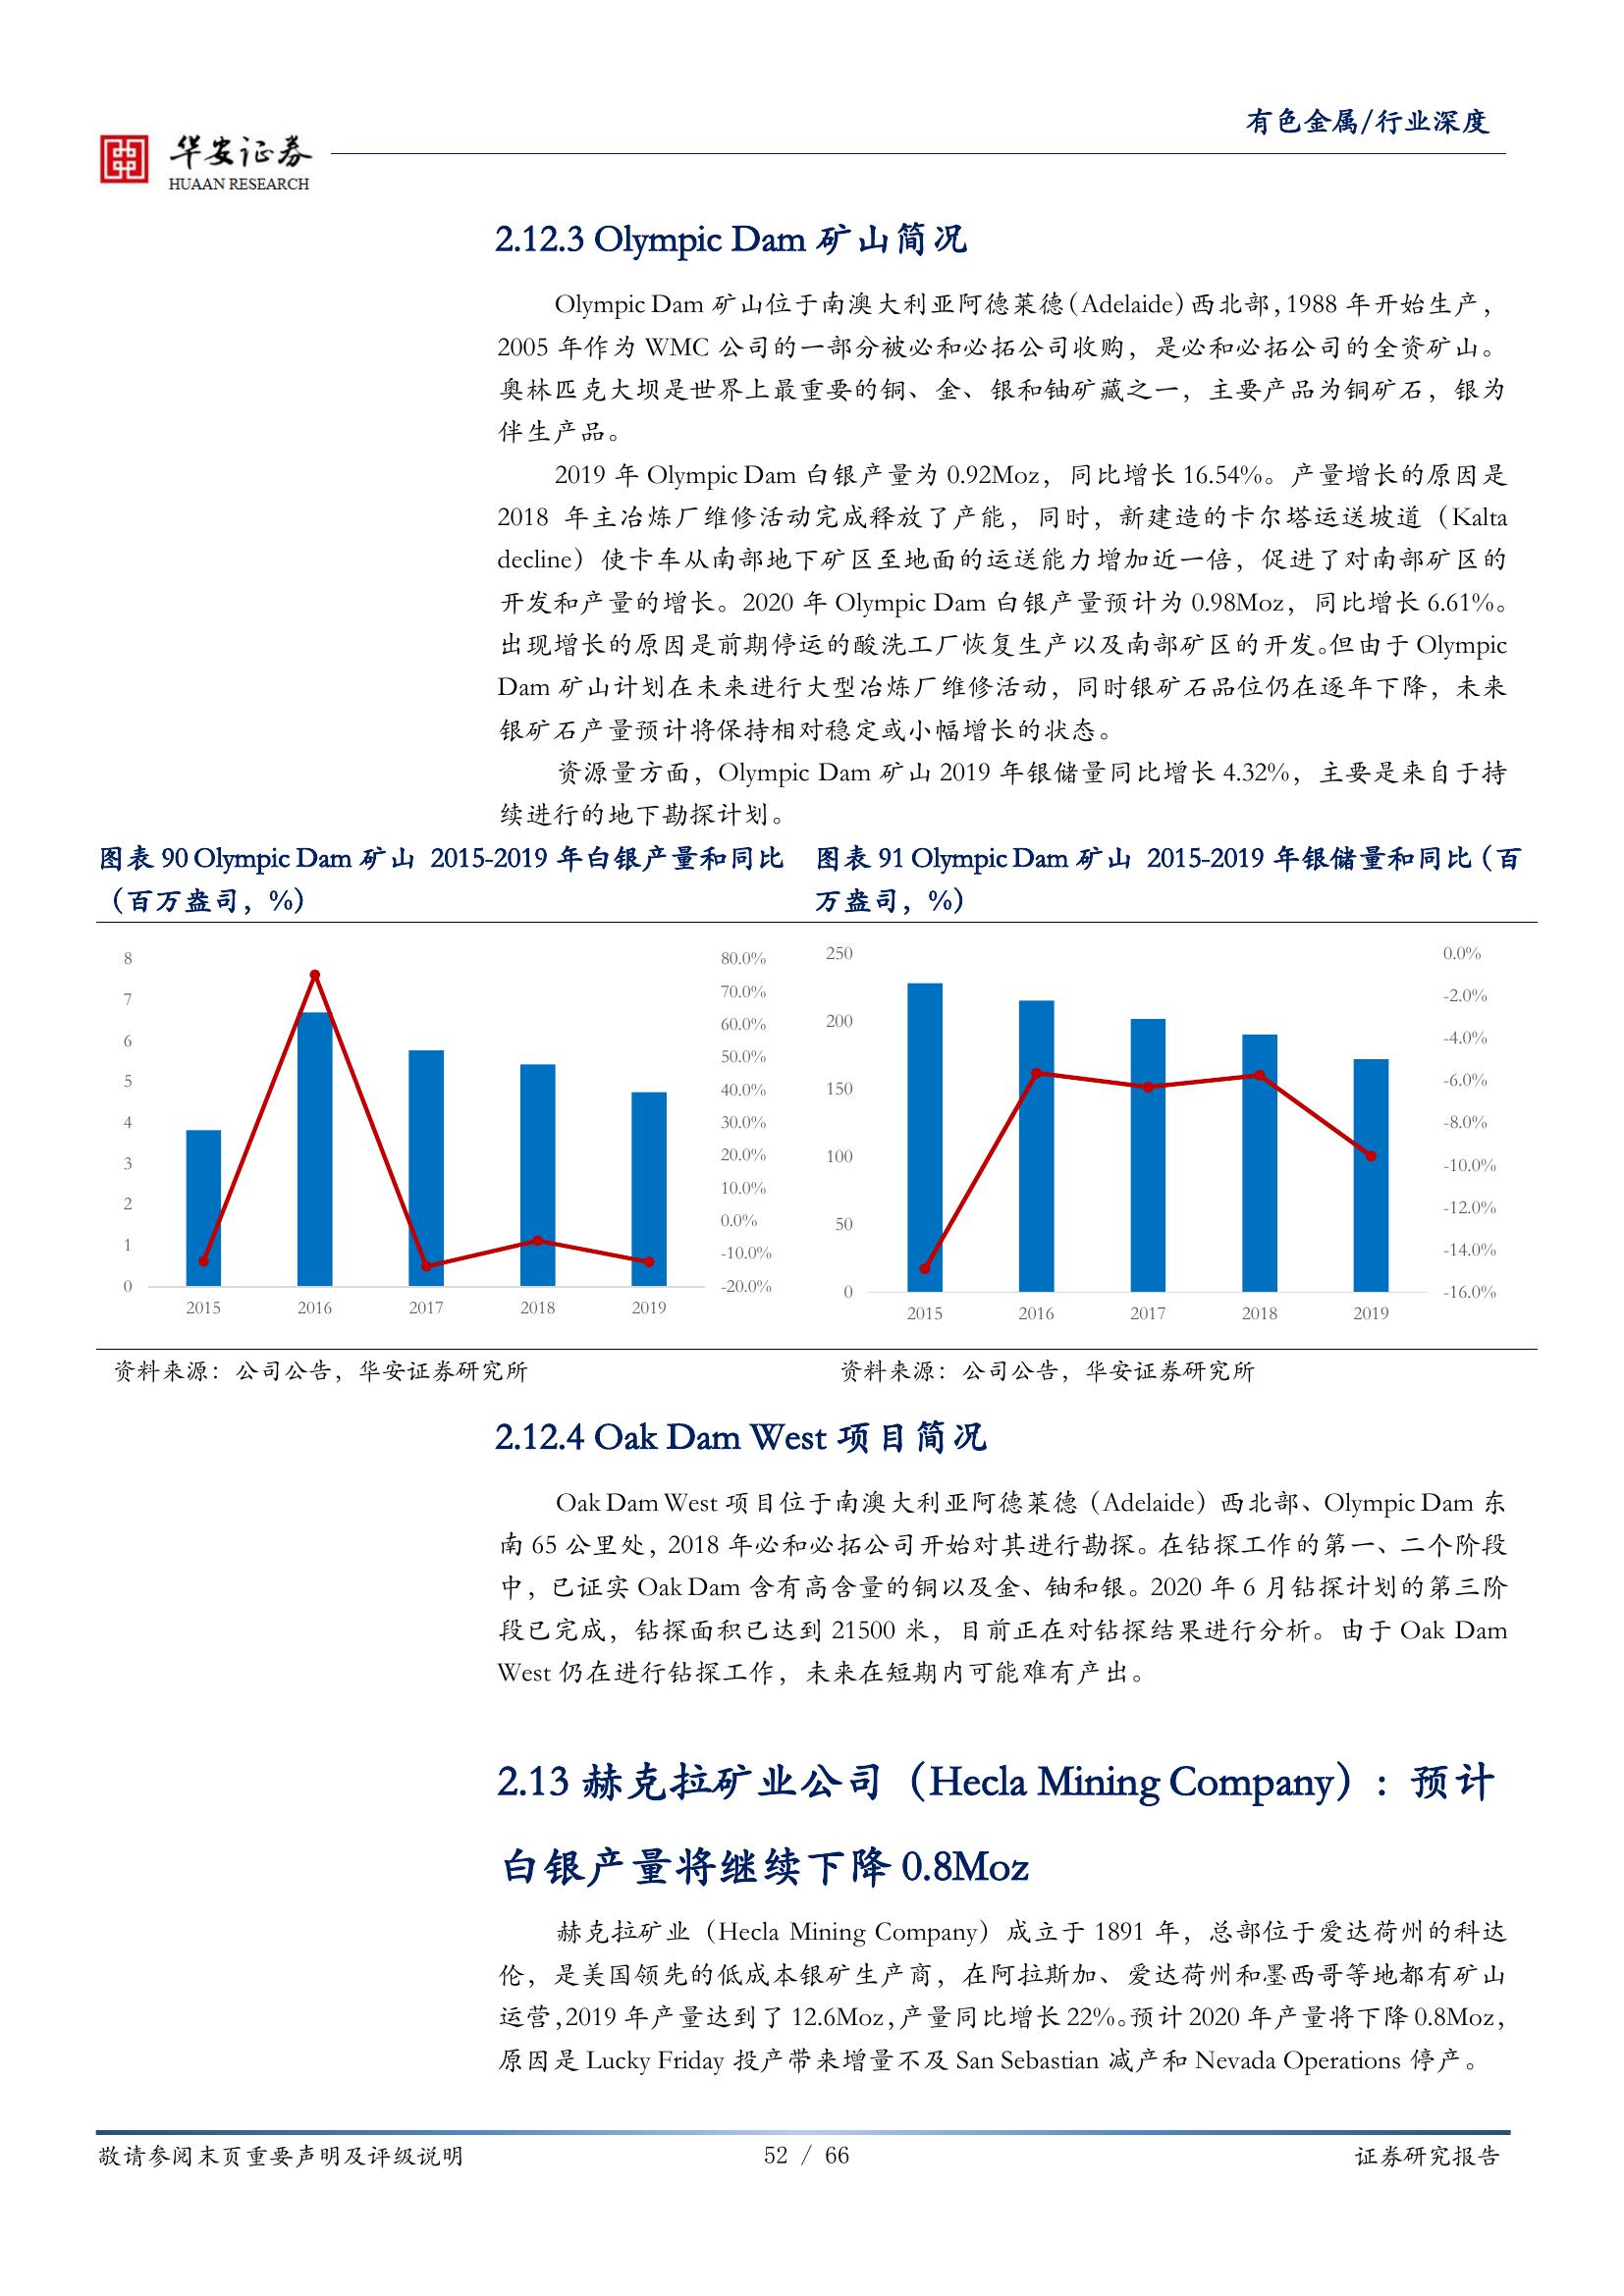 有色金属/行业深度
华安证券
HUAAN RESEARCH
2.12.3 Olympic Dam 矿山简况
Olympic Dam 矿山位于南澳大利亚阿德莱德（Adelaide）西北部，1988 年开始生产，
2005 年作为 WMC 公司的一部分被必和必拓公司收购，是必和必拓公司的全资矿山。
奥林匹克大坝是世界上最重要的铜、金、银和铀矿藏之一，主要产品为铜矿石，银为
伴生产品。
2019 年 Olympic Dam 白银产量为 0.92Moz，同比增长 16.54%。产量增长的原因是
2018 年主冶炼厂维修活动完成释放了产能，同时，新建造的卡尔塔运送坡道（Kalta
decline）使卡车从南部地下矿区至地面的运送能力增加近一倍，促进了对南部矿区的
开发和产量的增长。2020 年 Olympic Dam 白银产量预计为 0.98Moz，同比增长 6.61%。
出现增长的原因是前期停运的酸洗工厂恢复生产以及南部矿区的开发。但由于 Olympic
Dam 矿山计划在未来进行大型冶炼厂维修活动，同时银矿石品位仍在逐年下降，未来
银矿石产量预计将保持相对稳定或小幅增长的状态。
资源量方面，Olympic Dam 矿山 2019 年银储量同比增长 4.32%，主要是来自于持
续进行的地下勘探计划。
图表 90 Olympic Dam 矿山 2015-2019 年白银产量和同比
（百万盎司，%）
8
7
6
5
4
3
2
1
0
80.0%
70.0%
60.0%
50.0%
40.0%
30.0%
20.0%
10.0%
0.0%
-10.0%
-20.0%
2015 2016 2017 2018 2019
资料来源：公司公告，华安证券研究所
图表 91 Olympic Dam 矿山 2015-2019 年银储量和同比（百
万盎司，%）
250
200
150
100
50
0
0.0%
-2.0%
-4.0%
-6.0%
-8.0%
-10.0%
-12.0%
-14.0%
-16.0%
2015 2016 2017 2018 2019
资料来源：公司公告，华安证券研究所
2.12.4 Oak Dam West 项目简况
Oak Dam West 项目位于南澳大利亚阿德莱德（Adelaide）西北部、Olympic Dam 东
南 65 公里处，2018 年必和必拓公司开始对其进行勘探。在钻探工作的第一、二个阶段
中，已证实 Oak Dam 含有高含量的铜以及金、铀和银。2020 年 6 月钻探计划的第三阶
段已完成，钻探面积已达到 21500 米，目前正在对钻探结果进行分析。由于 Oak Dam
West 仍在进行钻探工作，未来在短期内可能难有产出。
2.13 赫克拉矿业公司（Hecla Mining Company）：预计
白银产量将继续下降 0.8Moz
赫克拉矿业（Hecla Mining Company）成立于 1891 年，总部位于爱达荷州的科达
伦，是美国领先的低成本银矿生产商，在阿拉斯加、爱达荷州和墨西哥等地都有矿山
运营，2019 年产量达到了 12.6Moz，产量同比增长 22%。预计 2020 年产量将下降 0.8Moz，
原因是 Lucky Friday 投产带来增量不及 San Sebastian 减产和 Nevada Operations 停产。
敬请参阅末页重要声明及评级说明
52 / 66
证券研究报告